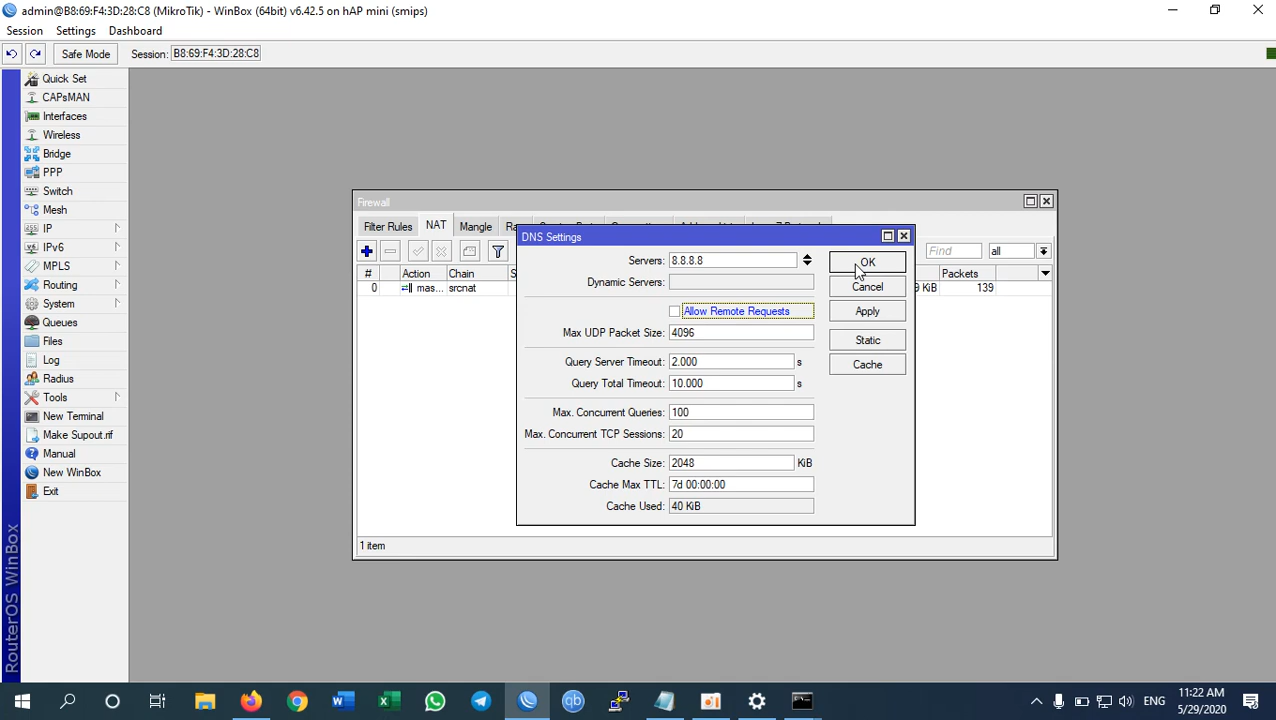 admin@B8:69:F4:3D:28:C8 (MikroTik) - WinBox (64bit) v6.42.5 on hAP mini (smips)
Session Settings Dashboard
Safe Mode Session: B8:69:F4:3D:28:C8
Quick Set
CAPsMAN
Interfaces
Wireless
Bridge
PPP
Switch
Mesh
IP
IPv6
MPLS
Routing
System
Queues
Files
Log
Radius
Tools
New Terminal
Make Supout.rif
Manual
New WinBox
Exit
RouterOS WinBox
Firewall
Filter Rules NAT Mangle
Find all
# Action Chain Packets
0 mas... srcnat KiB 139
1 item
DNS Settings
Servers: 8.8.8.8
Dynamic Servers:
Allow Remote Requests
Max UDP Packet Size: 4096
Query Server Timeout: 2.000 s
Query Total Timeout: 10.000 s
Max. Concurrent Queries: 100
Max. Concurrent TCP Sessions: 20
Cache Size: 2048 KiB
Cache Max TTL: 7d 00:00:00
Cache Used: 40 KiB
OK
Cancel
Apply
Static
Cache
ENG
11:22 AM
5/29/2020